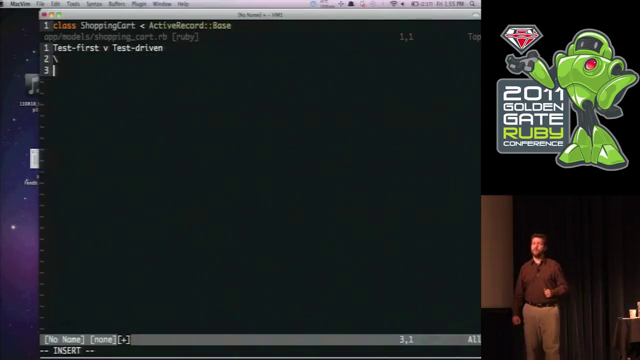 MacVim File Edit Tools Syntax Buffers Plugin Window Help
[No Name] + - VIM1
1 class ShoppingCart < ActiveRecord::Base
app/models/shopping_cart.rb [ruby]
1,1
Top
1 Test-first v Test-driven
2 \
3
[No Name] [none][+]
3,1
All
-- INSERT --
2011
GOLDEN
GATE
RUBY
CONFERENCE